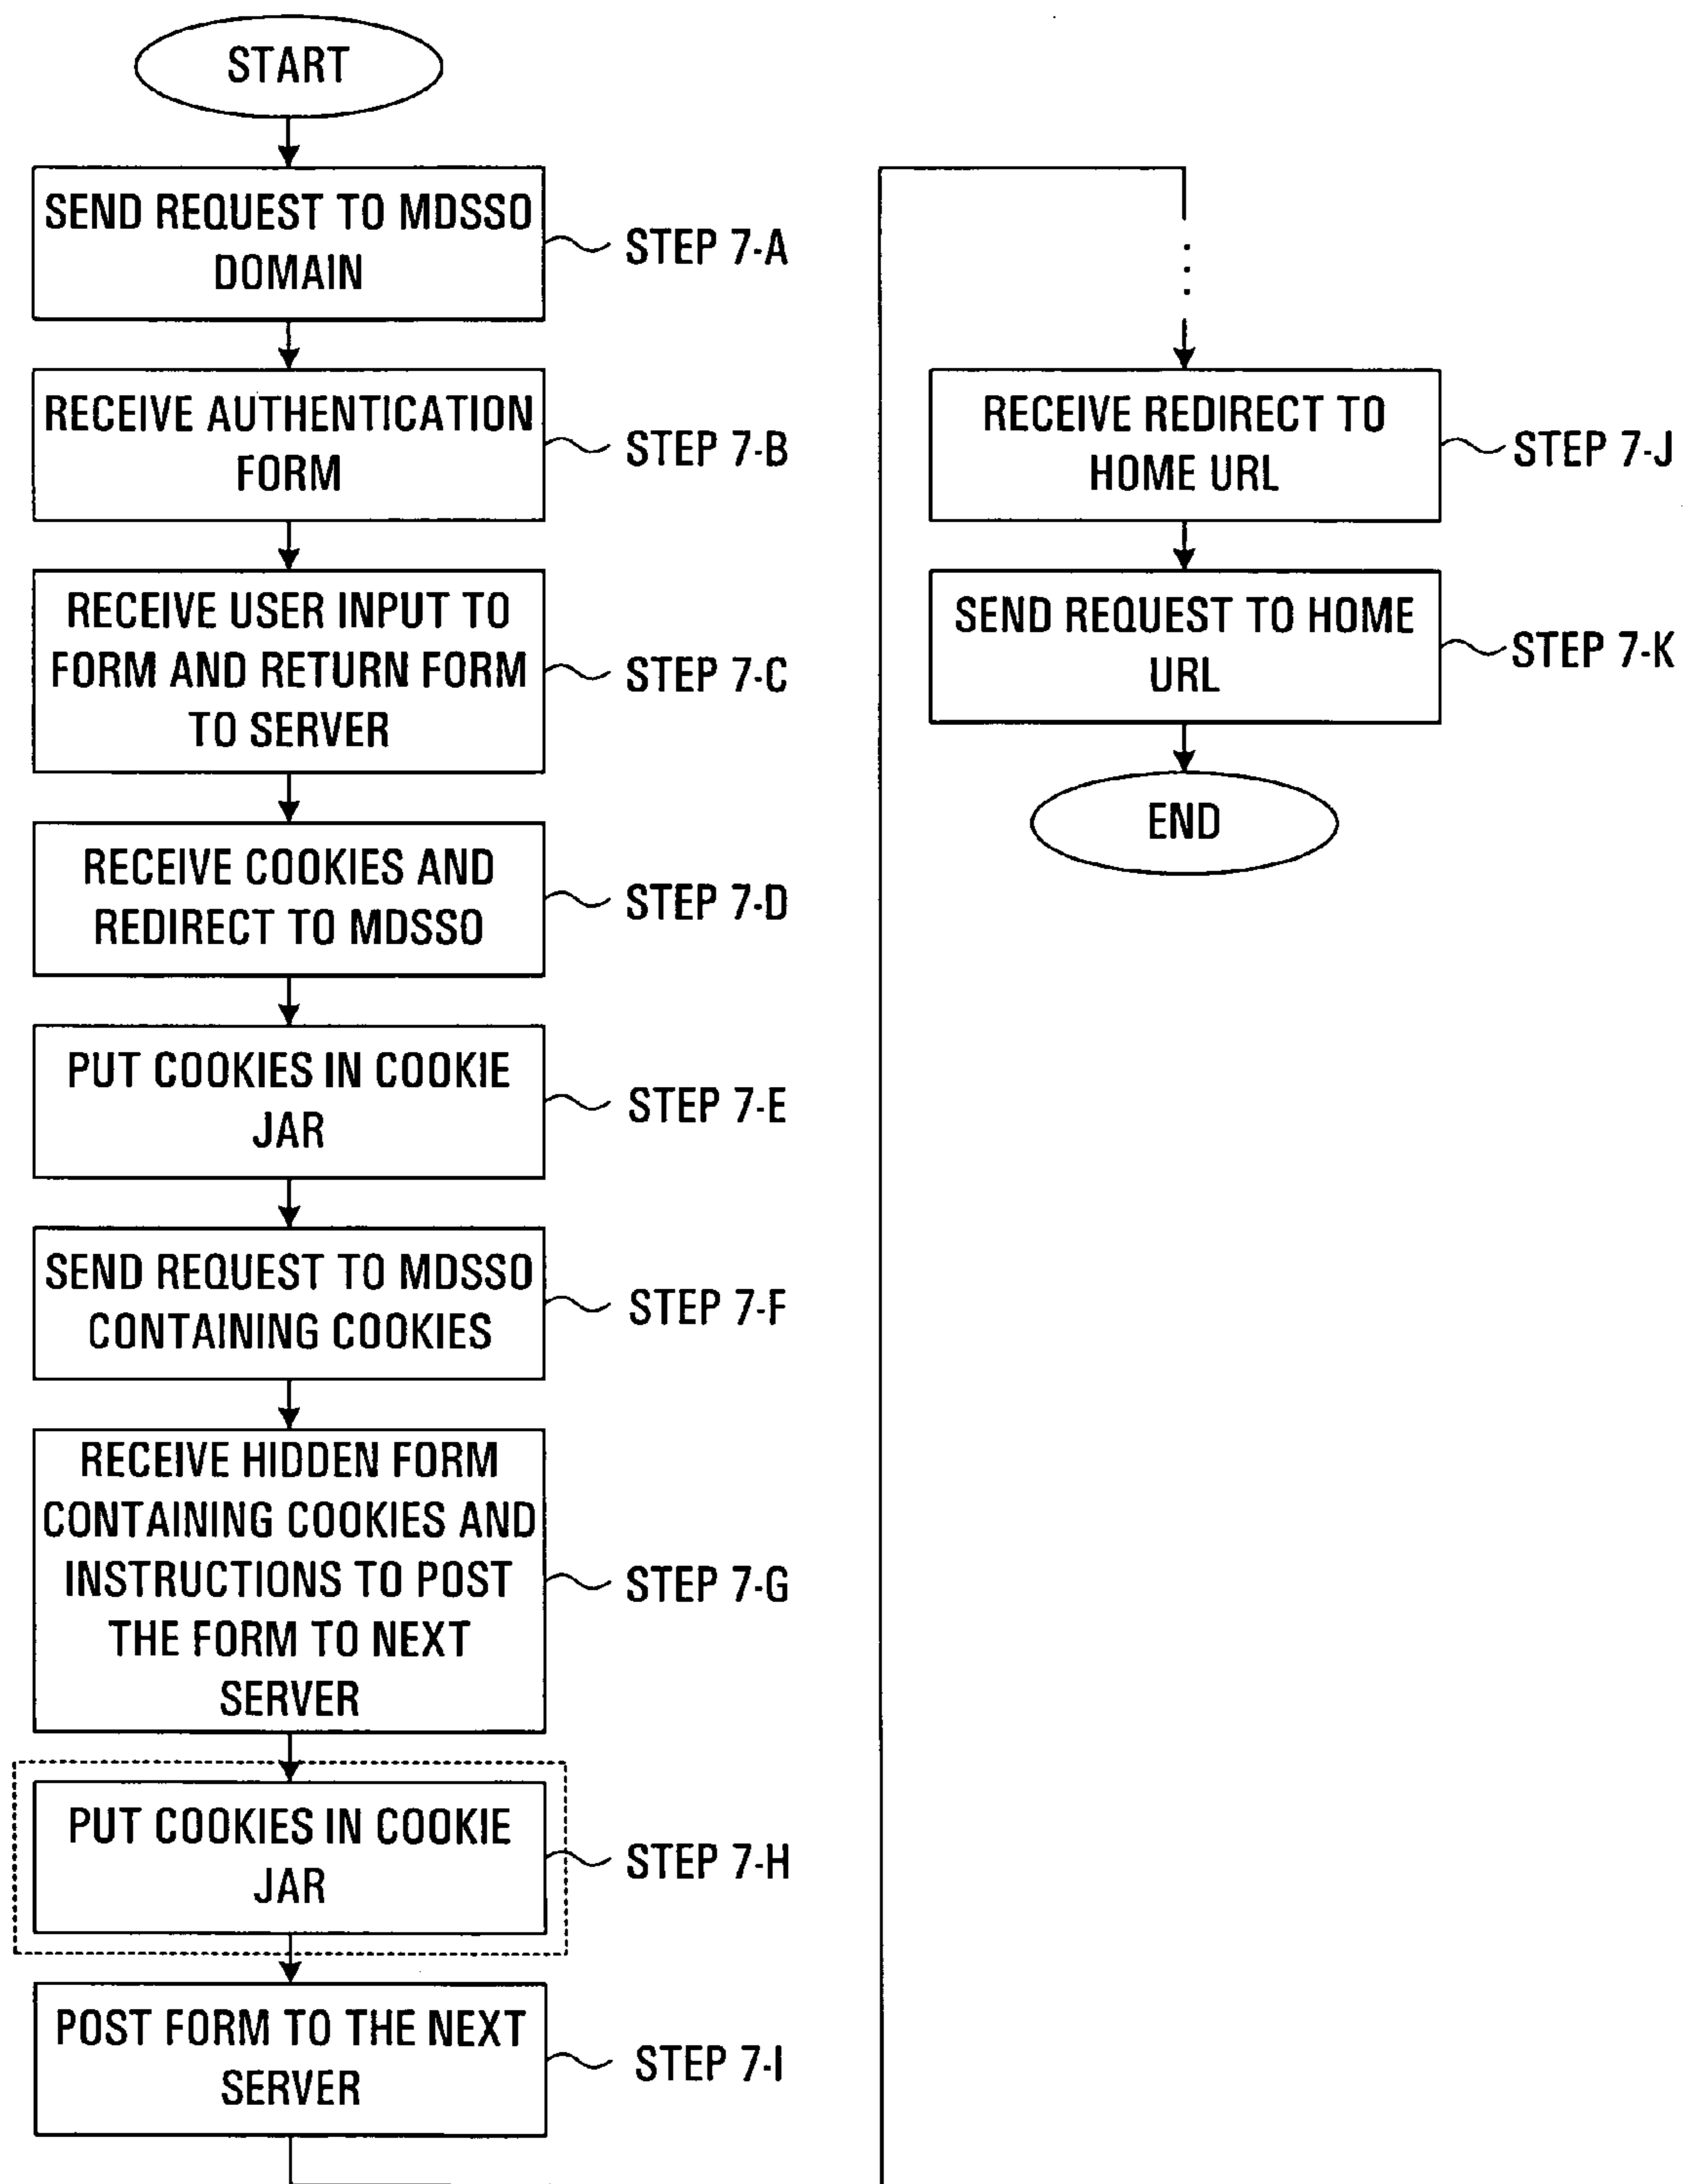 START
SEND REQUEST TO MDSSO
DOMAIN
STEP 7-A
RECEIVE AUTHENTICATION
FORM
STEP 7-B
RECEIVE USER INPUT TO
FORM AND RETURN FORM
TO SERVER
STEP 7-C
RECEIVE COOKIES AND
REDIRECT TO MDSSO
STEP 7-D
PUT COOKIES IN COOKIE
JAR
STEP 7-E
SEND REQUEST TO MDSSO
CONTAINING COOKIES
STEP 7-F
RECEIVE HIDDEN FORM
CONTAINING COOKIES AND
INSTRUCTIONS TO POST
THE FORM TO NEXT
SERVER
STEP 7-G
PUT COOKIES IN COOKIE
JAR
STEP 7-H
POST FORM TO THE NEXT
SERVER
STEP 7-I
RECEIVE REDIRECT TO
HOME URL
STEP 7-J
SEND REQUEST TO HOME
URL
STEP 7-K
END